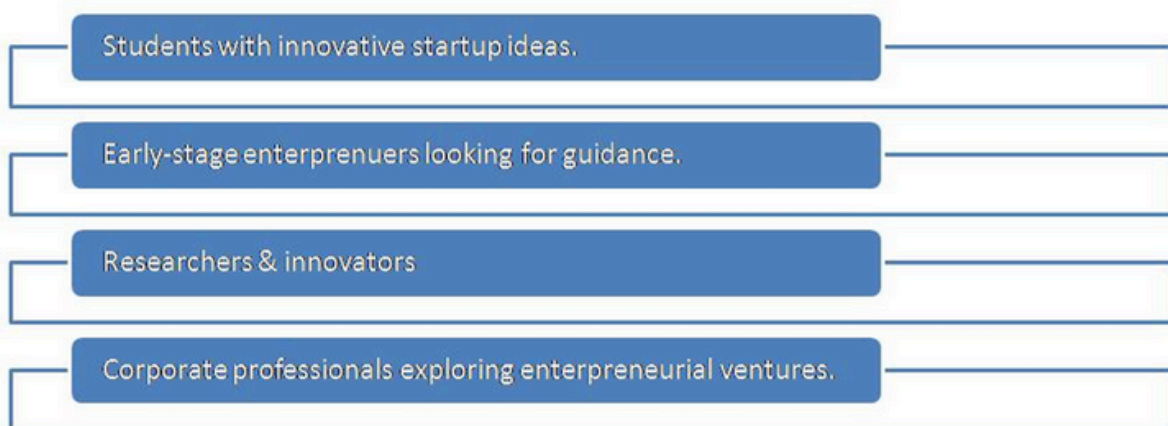 Students with innovative startup ideas.
Early-stage enterprenuers looking for guidance.
Researchers & innovators
Corporate professionals exploring enterpreneurial ventures.